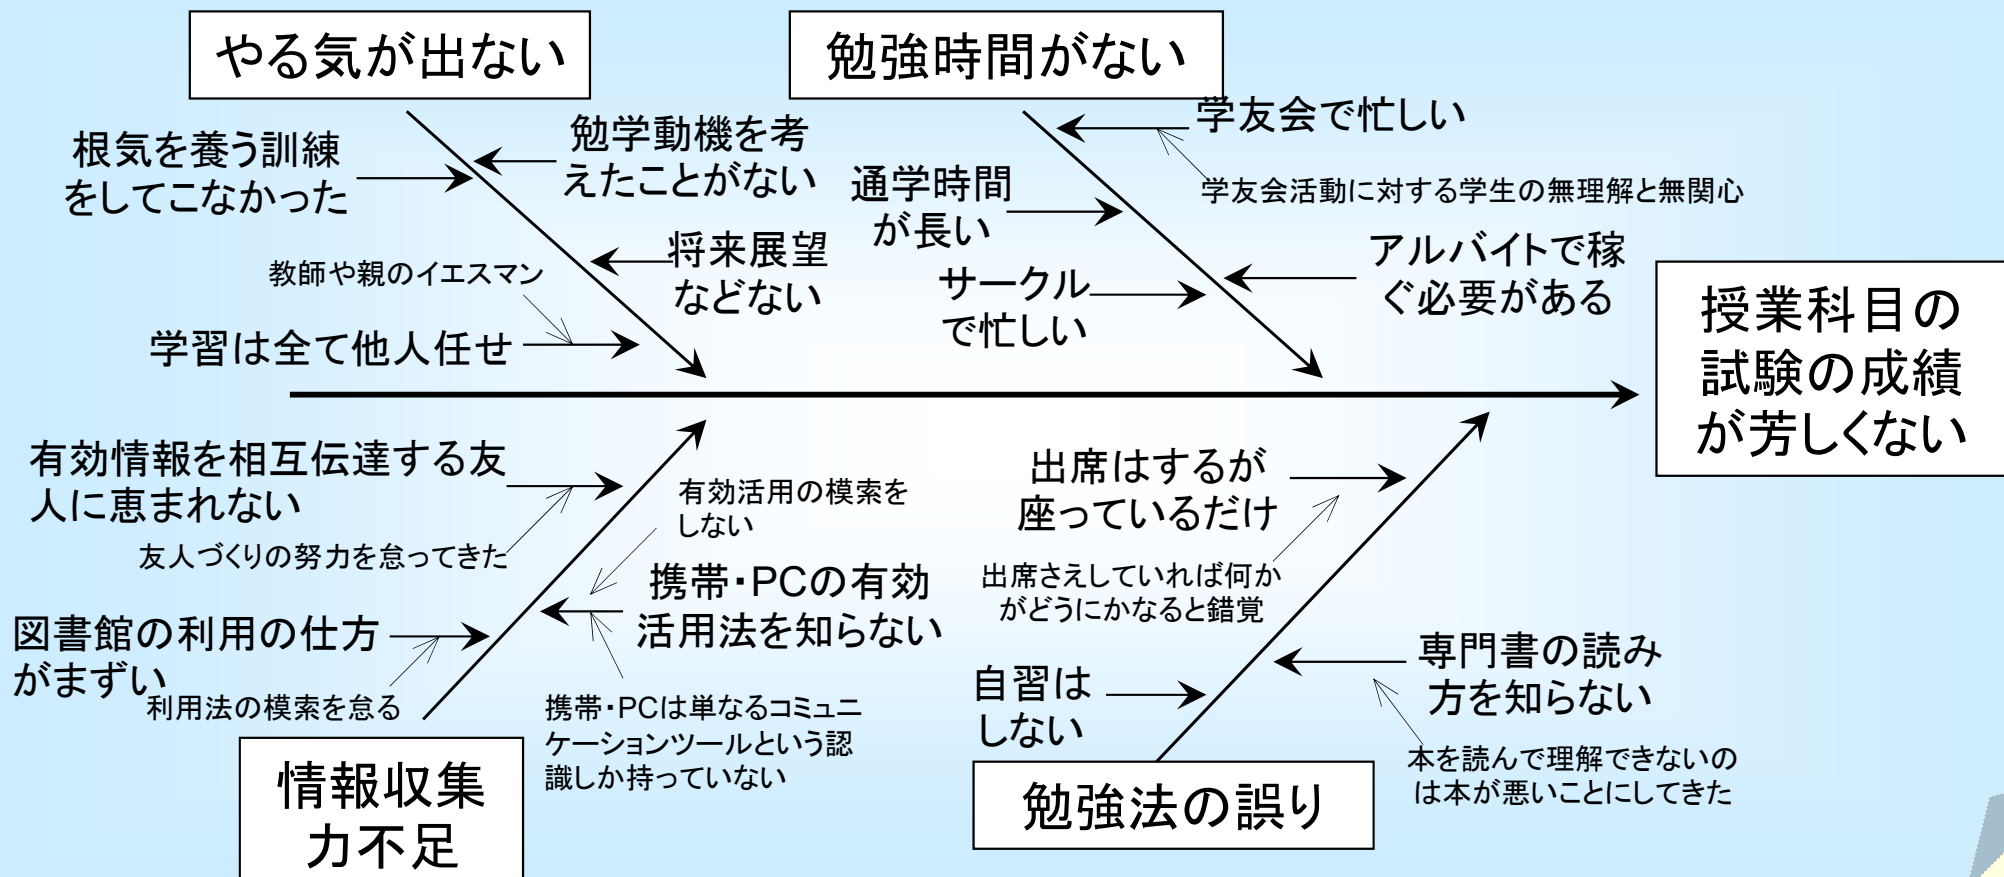 やる気が出ない
勉強時間がない
根気を養う訓練
をしてこなかった
勉学動機を考
えたことがない
将来展望
などない
教師や親のイエスマン
学習は全て他人任せ
学友会で忙しい
学友会活動に対する学生の無理解と無関心
通学時間
が長い
サークル
で忙しい
アルバイトで稼
ぐ必要がある
授業科目の
試験の成績
が芳しくない
有効情報を相互伝達する友
人に恵まれない
友人づくりの努力を怠ってきた
有効活用の模索を
しない
携帯・PCの有効
活用法を知らない
図書館の利用の仕方
がまずい
利用法の模索を怠る
携帯・PCは単なるコミュニ
ケーションツールという認
識しか持っていない
情報収集
力不足
出席はするが
座っているだけ
出席さえしていれば何か
がどうにかなると錯覚
自習は
しない
専門書の読み
方を知らない
本を読んで理解できないの
は本が悪いことにしてきた
勉強法の誤り